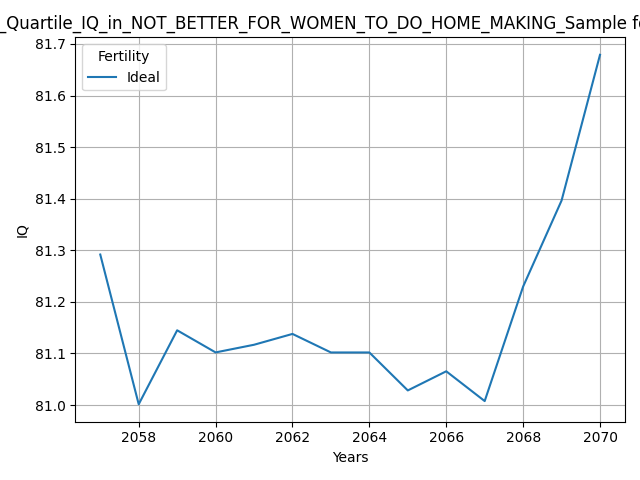 _Quartile_IQ_in_NOT_BETTER_FOR_WOMEN_TO_DO_HOME_MAKING_Sample fo
Fertility
Ideal
81.7
81.6
81.5
81.4
81.3
81.2
81.1
81.0
IQ
2058 2060 2062 2064 2066 2068 2070
Years